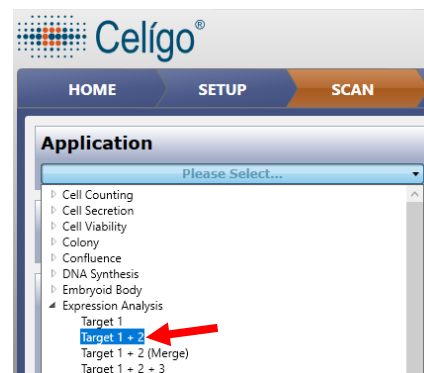 Celígo®
HOME SETUP SCAN
Application
Please Select...
Cell Counting
Cell Secretion
Cell Viability
Colony
Confluence
DNA Synthesis
Embryoid Body
Expression Analysis
Target 1
Target 1 + 2
Target 1 + 2 (Merge)
Target 1 + 2 + 3